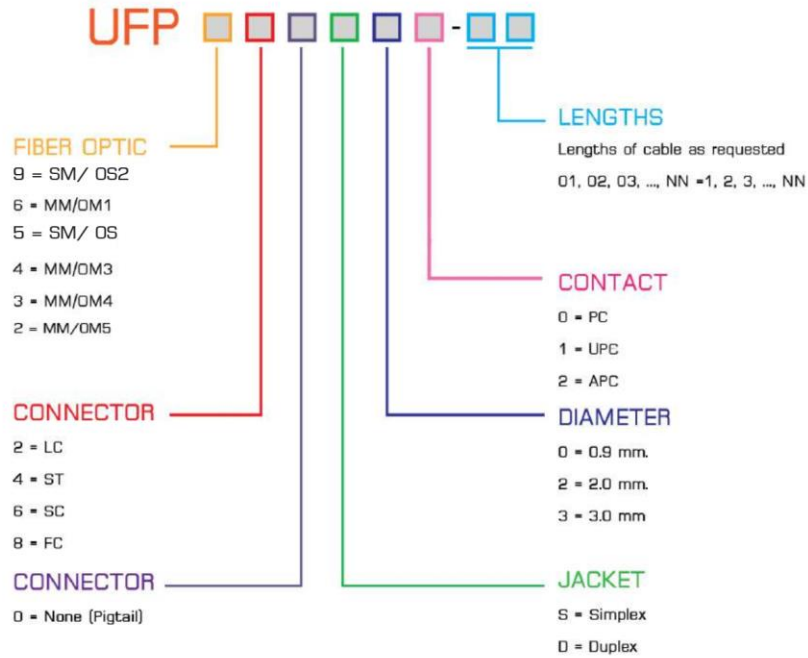 UFP -
FIBER OPTIC
9 = SM/ OS2
6 = MM/OM1
5 = SM/ OS
4 = MM/OM3
3 = MM/OM4
2 = MM/OM5
CONNECTOR
2 = LC
4 = ST
6 = SC
8 = FC
CONNECTOR
0 = None (Pigtail)
LENGTHS
Lengths of cable as requested
01, 02, 03, ..., NN =1, 2, 3, ..., NN
CONTACT
0 = PC
1 = UPC
2 = APC
DIAMETER
0 = 0.9 mm.
2 = 2.0 mm.
3 = 3.0 mm
JACKET
S = Simplex
D = Duplex